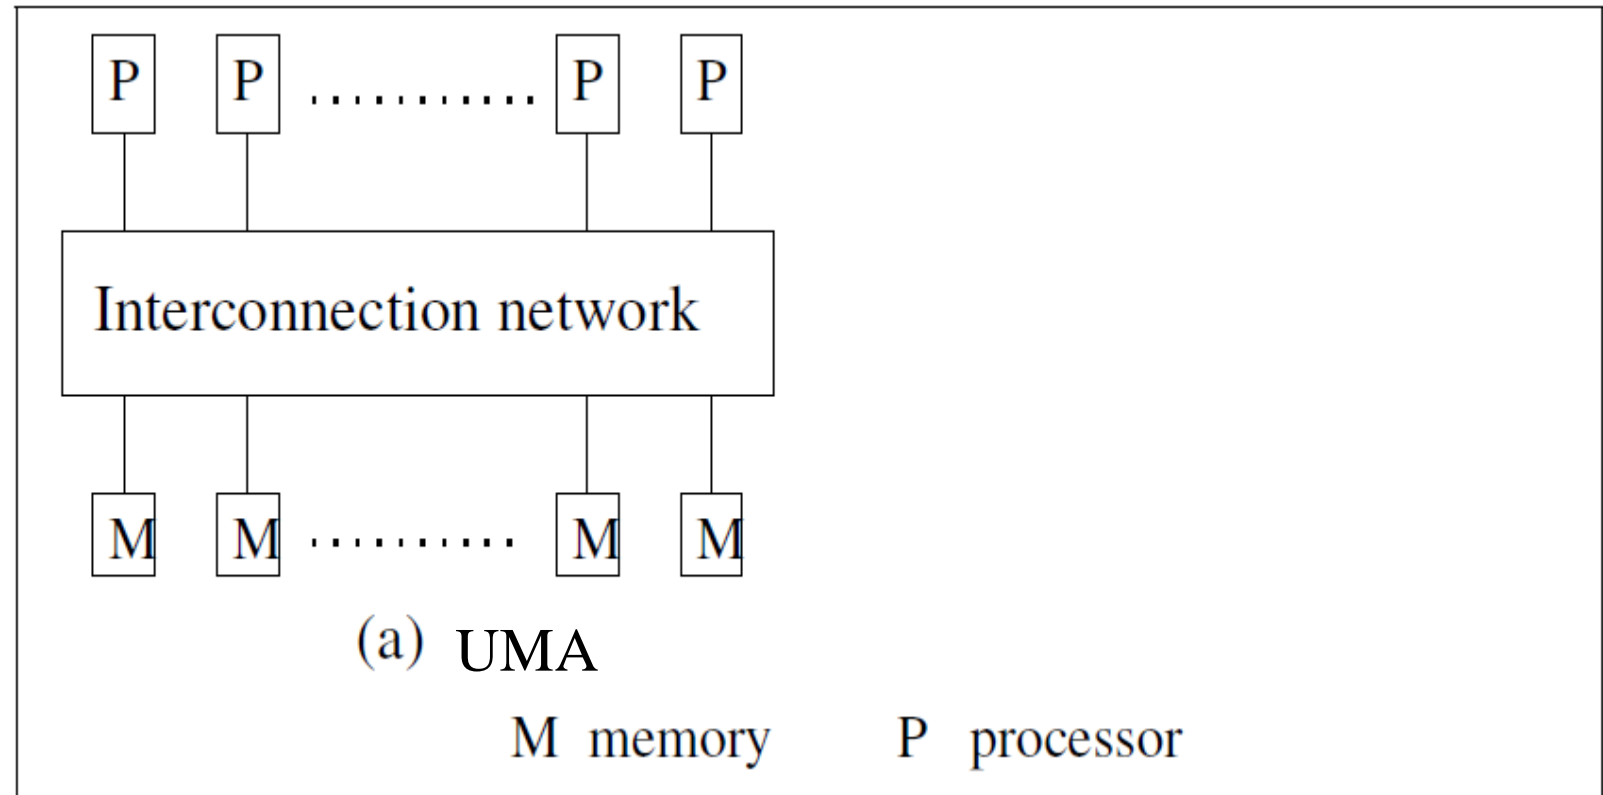 P P ........... P P
Interconnection network
M M .......... M M
(a) UMA
M memory P processor